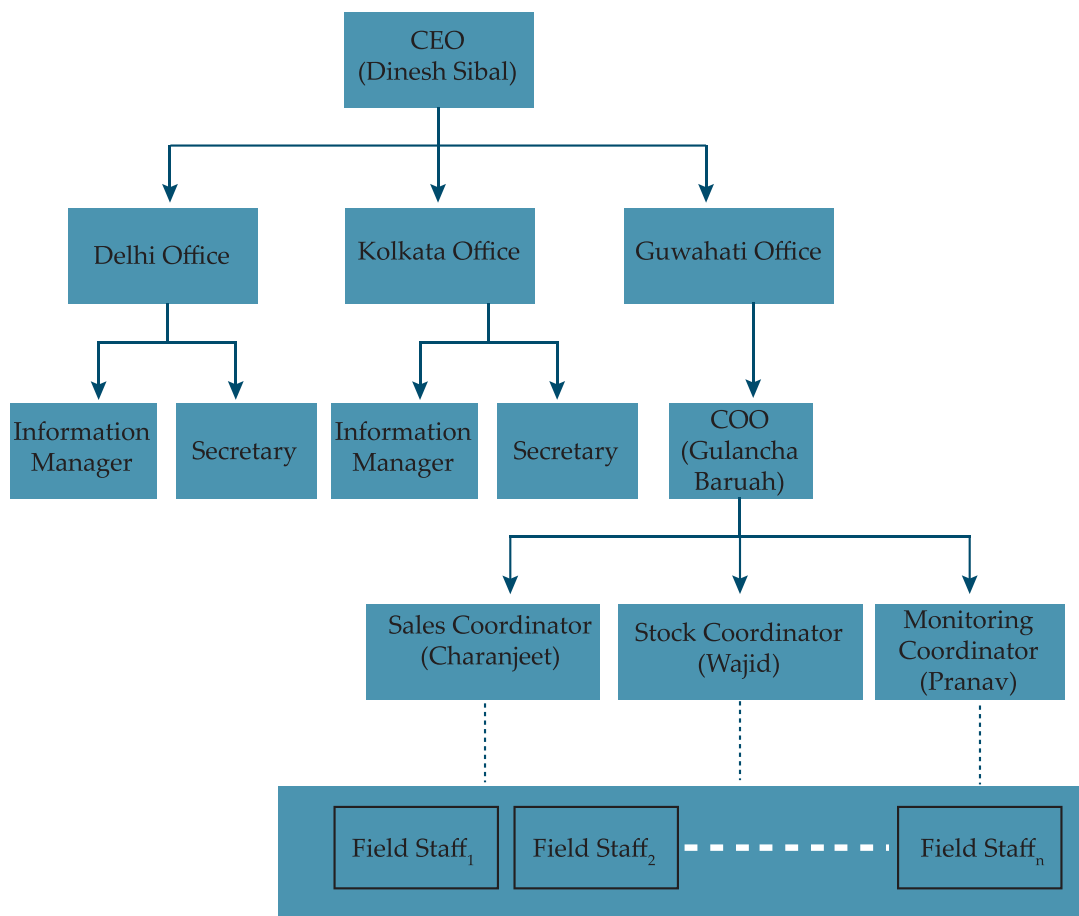 CEO
(Dinesh Sibal)
Delhi Office
Kolkata Office
Guwahati Office
Information
Manager
Secretary
Information
Manager
Secretary
COO
(Gulancha
Baruah)
Sales Coordinator
(Charanjeet)
Stock Coordinator
(Wajid)
Monitoring
Coordinator
(Pranav)
Field Staff₁
Field Staff₂
Field Staffₙ